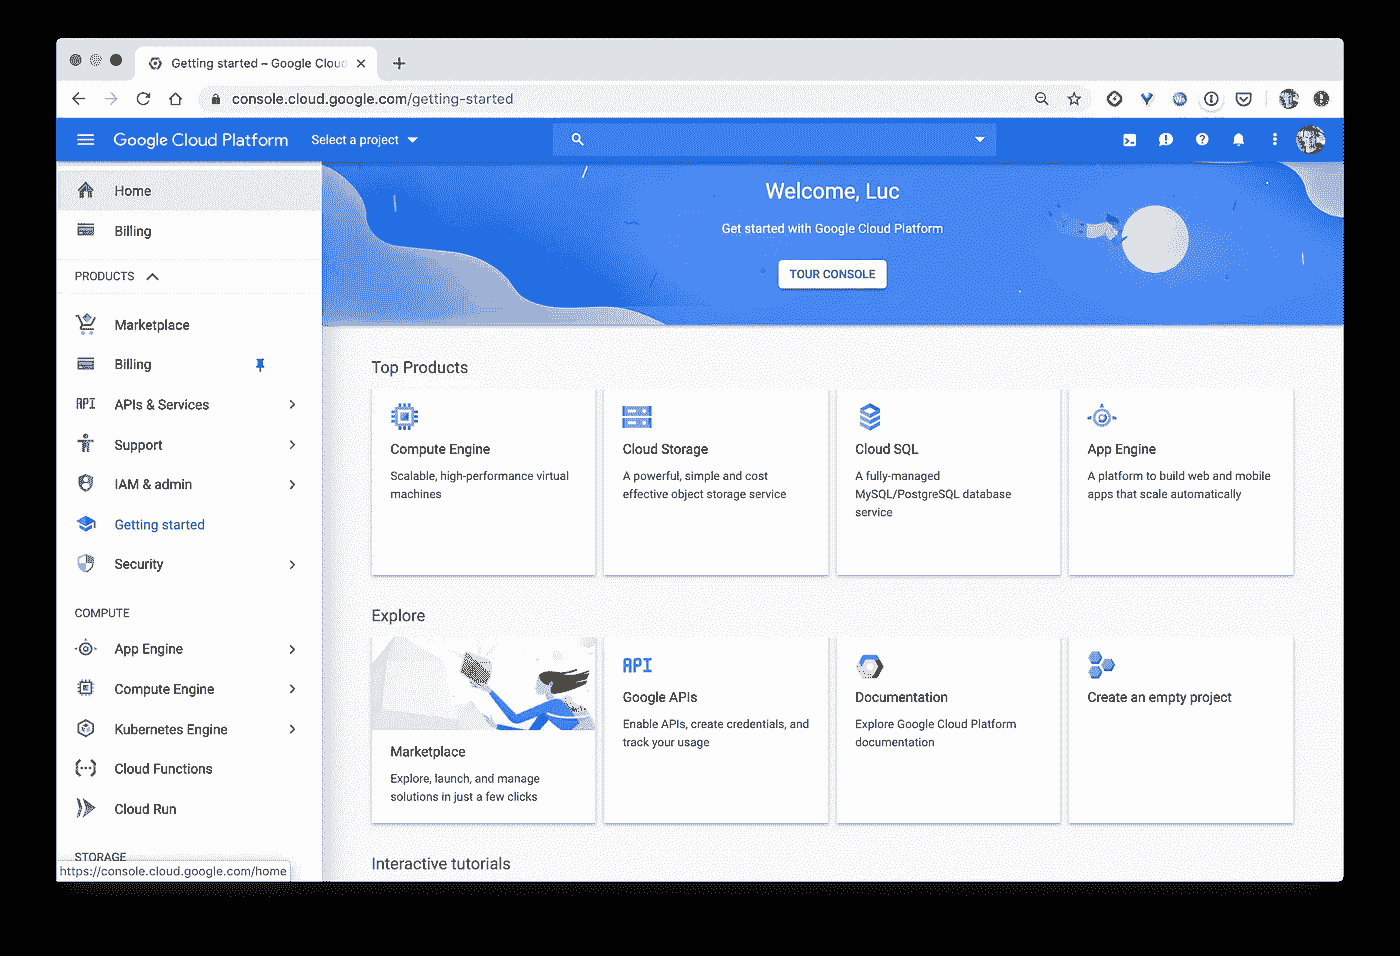 Getting started – Google Cloud
console.cloud.google.com/getting-started
Google Cloud Platform
Select a project
Home
Billing
PRODUCTS
Marketplace
Billing
API
APIs & Services
Support
IAM & admin
Getting started
Security
COMPUTE
App Engine
Compute Engine
Kubernetes Engine
Cloud Functions
Cloud Run
STORAGE
https://console.cloud.google.com/home
Welcome, Luc
Get started with Google Cloud Platform
TOUR CONSOLE
Top Products
Compute Engine
Scalable, high-performance virtual
machines
Cloud Storage
A powerful, simple and cost
effective object storage service
Cloud SQL
A fully-managed
MySQL/PostgreSQL database
service
App Engine
A platform to build web and mobile
apps that scale automatically
Explore
Marketplace
Explore, launch, and manage
solutions in just a few clicks
API
Google APIs
Enable APIs, create credentials, and
track your usage
Documentation
Explore Google Cloud Platform
documentation
Create an empty project
Interactive tutorials